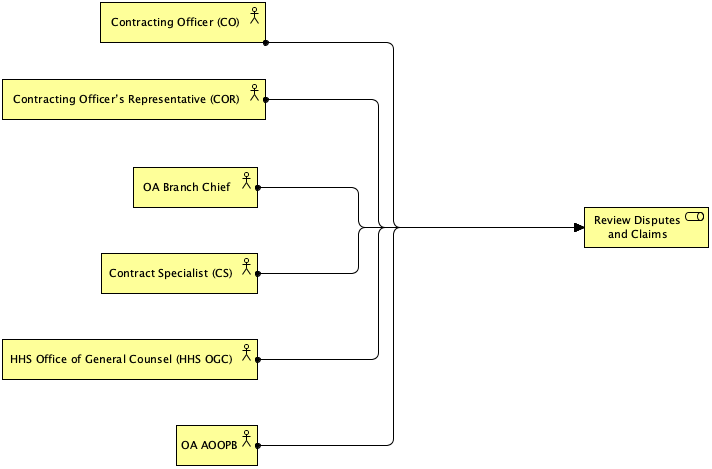 Contracting Officer (CO)
Contracting Officer's Representative (COR)
OA Branch Chief
Review Disputes
and Claims
Contract Specialist (CS)
HHS Office of General Counsel (HHS OGC)
OA AOOPB